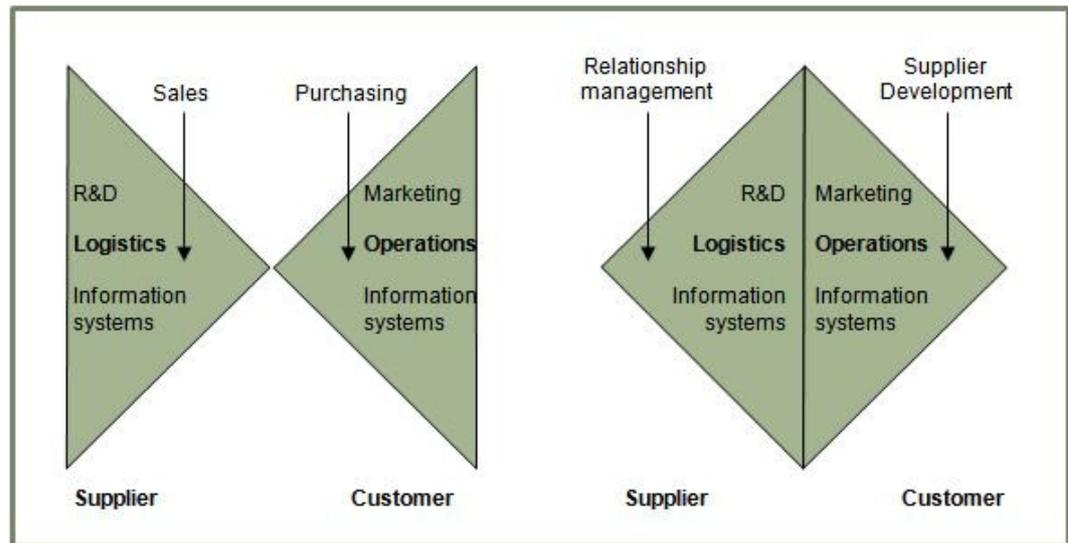 Sales
Purchasing
R&D
Logistics
Information
systems
Marketing
Operations
Information
systems
Supplier
Customer
Relationship
management
Supplier
Development
R&D
Logistics
Information
systems
Marketing
Operations
Information
systems
Supplier
Customer